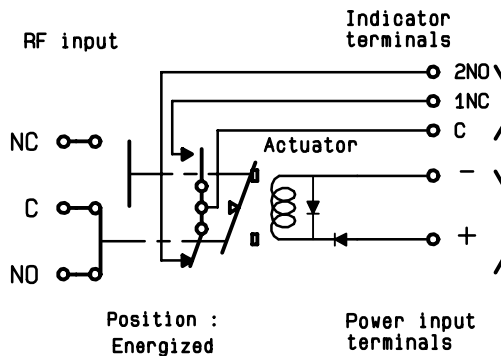 RF input
Indicator
terminals
2NO
1NC
C
Actuator
NC
C
NO
-
+
Position :
Energized
Power input
terminals